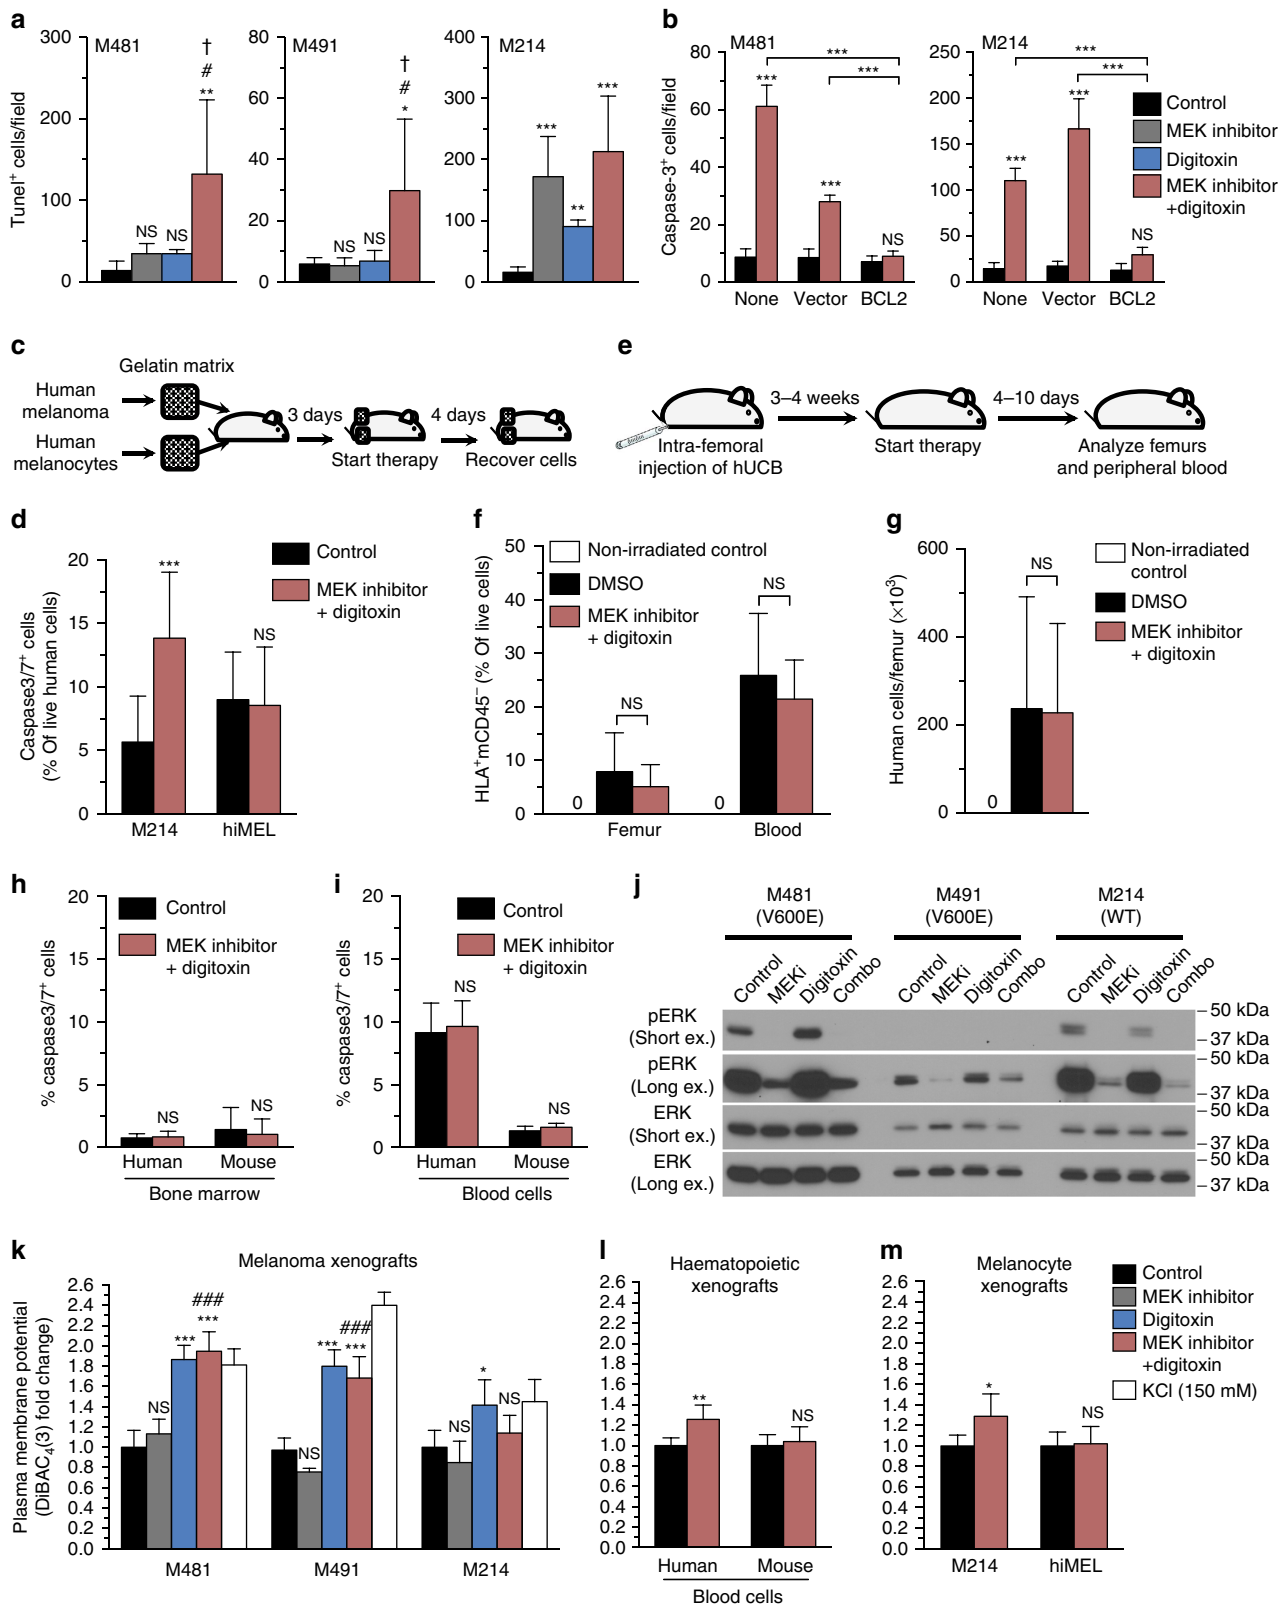 a
M481
Tunel+ cells/field
300
200
100
0
NS
NS
**
#
†
M491
80
60
40
20
0
NS
NS
*
#
†
M214
400
300
200
100
0
***
**
***
b
M481
Caspase-3+ cells/field
80
60
40
20
0
***
***
NS
***
***
None Vector BCL2
M214
250
200
150
100
50
0
***
***
NS
***
***
None Vector BCL2
Control
MEK inhibitor
Digitoxin
MEK inhibitor
+digitoxin
c
Gelatin matrix
Human
melanoma
Human
melanocytes
3 days
4 days
Start therapy
Recover cells
e
3–4 weeks
4–10 days
Intra-femoral
injection of hUCB
Start therapy
Analyze femurs
and peripheral blood
d
Caspase3/7+ cells
(% Of live human cells)
20
15
10
5
0
***
NS
M214 hiMEL
Control
MEK inhibitor
+ digitoxin
f
HLA+mCD45− (% Of live cells)
50
40
30
20
10
0
Non-irradiated control
DMSO
MEK inhibitor
+ digitoxin
NS
NS
0
0
Femur Blood
g
Human cells/femur (×10³)
600
400
200
0
NS
0
Non-irradiated
control
DMSO
MEK inhibitor
+ digitoxin
h
% caspase3/7+ cells
20
15
10
5
0
Control
MEK inhibitor
+ digitoxin
NS
NS
Human Mouse
Bone marrow
i
% caspase3/7+ cells
20
15
10
5
0
Control
MEK inhibitor
+ digitoxin
NS
NS
Human Mouse
Blood cells
j
M481
(V600E)
M491
(V600E)
M214
(WT)
Control MEKi Digitoxin Combo
Control MEKi Digitoxin Combo
Control MEKi Digitoxin Combo
pERK
(Short ex.)
50 kDa
37 kDa
pERK
(Long ex.)
50 kDa
37 kDa
ERK
(Short ex.)
50 kDa
37 kDa
ERK
(Long ex.)
50 kDa
37 kDa
k
Melanoma xenografts
Plasma membrane potential
(DiBAC4(3) fold change)
2.6
2.4
2.2
2.0
1.8
1.6
1.4
1.2
1.0
0.8
0.6
0.4
0.2
0.0
NS
***
###
***
NS
***
###
***
NS
*
NS
M481 M491 M214
l
Haematopoietic
xenografts
2.6
2.4
2.2
2.0
1.8
1.6
1.4
1.2
1.0
0.8
0.6
0.4
0.2
0.0
**
NS
Human Mouse
Blood cells
m
Melanocyte
xenografts
2.6
2.4
2.2
2.0
1.8
1.6
1.4
1.2
1.0
0.8
0.6
0.4
0.2
0.0
*
NS
M214 hiMEL
Control
MEK inhibitor
Digitoxin
MEK inhibitor
+digitoxin
KCl (150 mM)